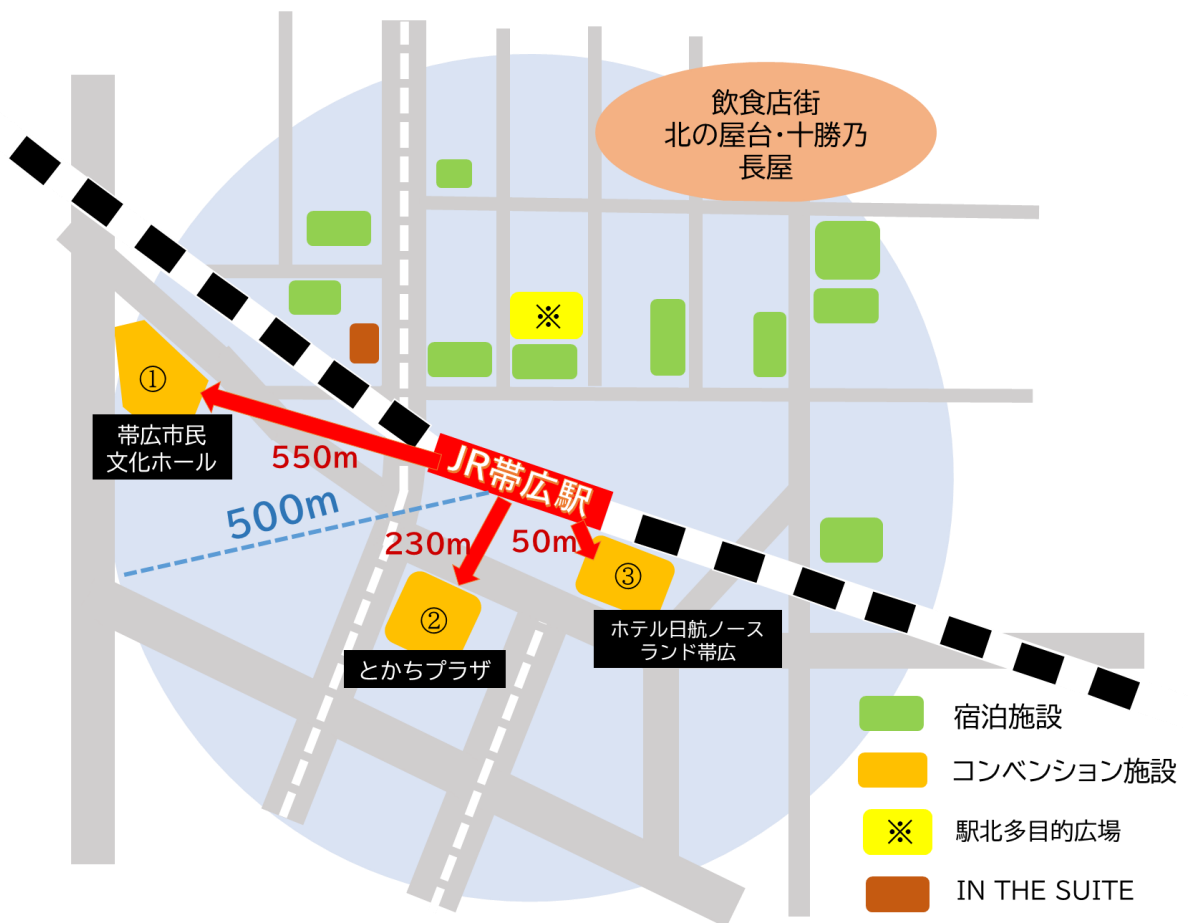 飲食店街
北の屋台・十勝乃
長屋
※
①
帯広市民
文化ホール
550m
JR帯広駅
500m
230m
50m
②
とかちプラザ
③
ホテル日航ノース
ランド帯広
宿泊施設
コンベンション施設
※
駅北多目的広場
IN THE SUITE